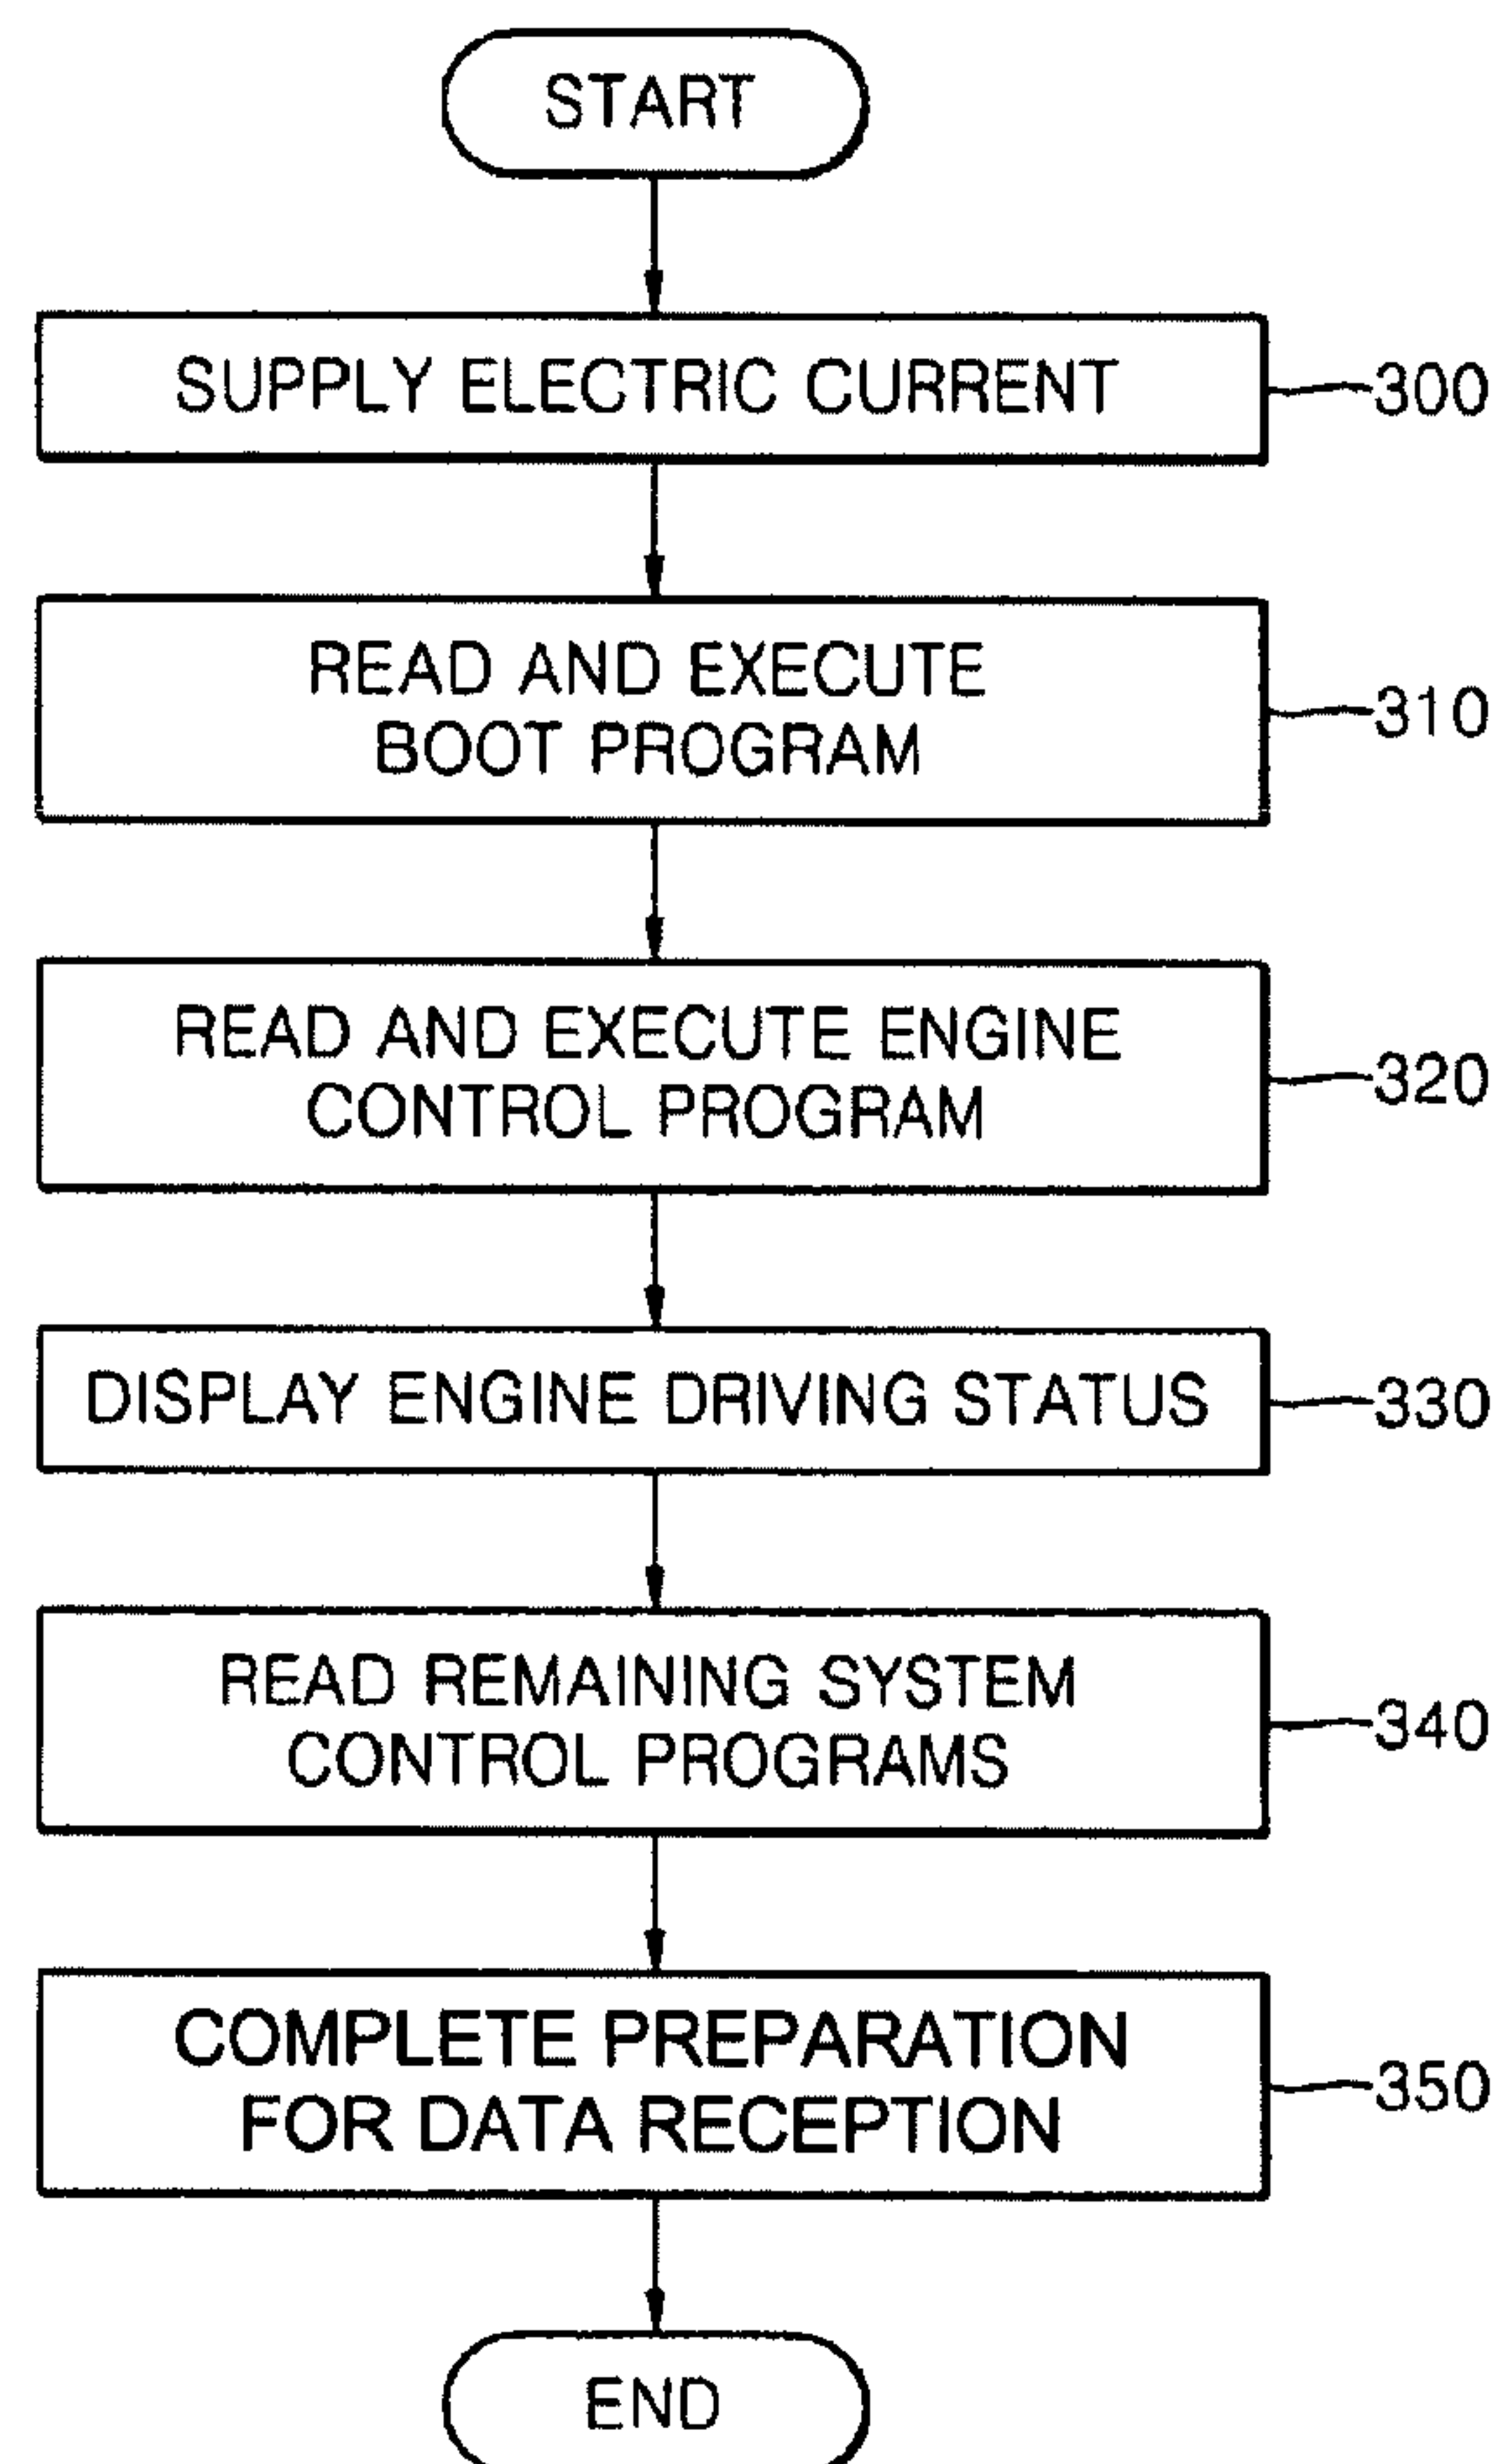 START
SUPPLY ELECTRIC CURRENT
300
READ AND EXECUTE
BOOT PROGRAM
310
READ AND EXECUTE ENGINE
CONTROL PROGRAM
320
DISPLAY ENGINE DRIVING STATUS
330
READ REMAINING SYSTEM
CONTROL PROGRAMS
340
COMPLETE PREPARATION
FOR DATA RECEPTION
350
END